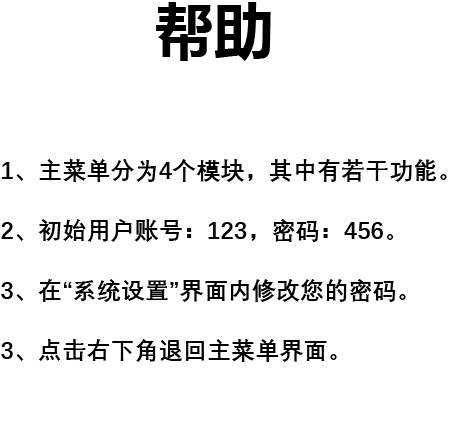 帮助
1、主菜单分为4个模块，其中有若干功能。
2、初始用户账号：123，密码：456。
3、在“系统设置”界面内修改您的密码。
3、点击右下角退回主菜单界面。